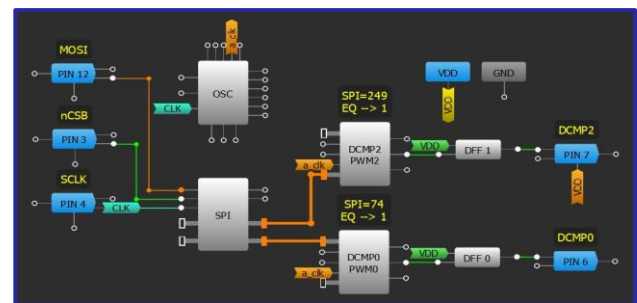 MOSI
PIN 12
a_clk
OSC
CLK
nCSB
PIN 3
SCLK
PIN 4
CLK
SPI
SPI=249
EQ --> 1
DCMP2
PWM2
a_clk
VDD
GND
VDD
VDD
DFF 1
DCMP2
PIN 7
VDD
SPI=74
EQ --> 1
DCMP0
PWM0
a_clk
VDD
DFF 0
DCMP0
PIN 6